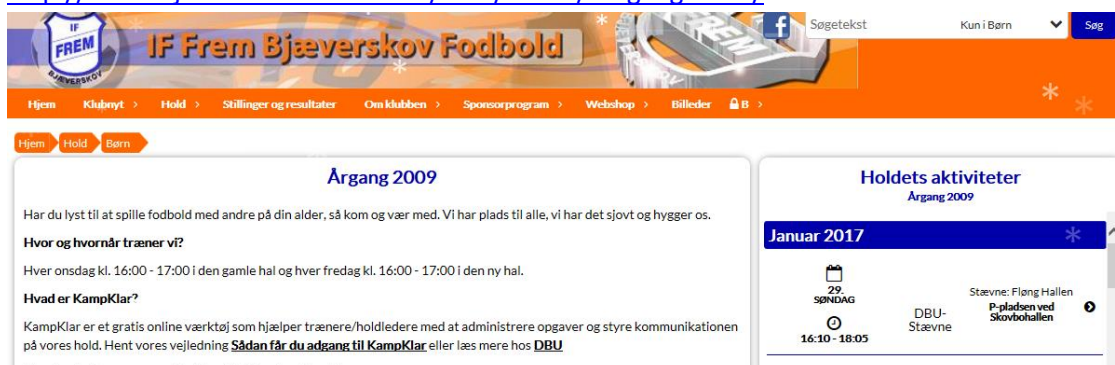 IF
FREM
BJÆVERSKOV
IF Frem Bjæverskov Fodbold
FREM
f
Søgetekst
Kun i Børn
Søg
Hjem Klubnyt > Hold > Stillinger og resultater Om klubben > Sponsorprogram > Webshop > Billeder B >
Hjem Hold Børn
Årgang 2009
Har du lyst til at spille fodbold med andre på din alder, så kom og vær med. Vi har plads til alle, vi har det sjovt og hygger os.
Hvor og hvornår træner vi?
Hver onsdag kl. 16:00 - 17:00 i den gamle hal og hver fredag kl. 16:00 - 17:00 i den ny hal.
Hvad er KampKlar?
KampKlar er et gratis online værktøj som hjælper trænere/holdledere med at administrere opgaver og styre kommunikationen
på vores hold. Hent vores vejledning Sådan får du adgang til KampKlar eller læs mere hos DBU
Holdets aktiviteter
Årgang 2009
Januar 2017
29.
SØNDAG
16:10 - 18:05
DBU-
Stævne
Stævne: Fløng Hallen
P-pladsen ved
Skovbohallen